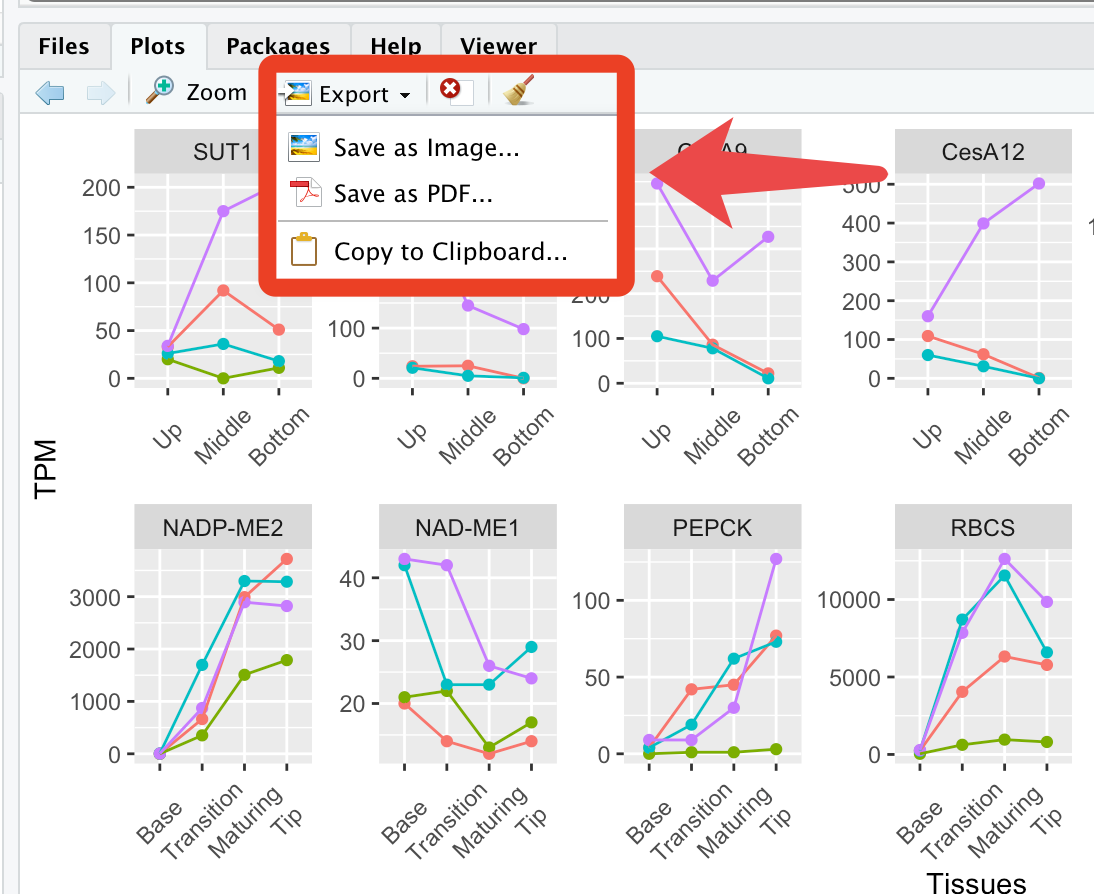 Files Plots Packages Help Viewer
Zoom Export
Save as Image...
Save as PDF...
Copy to Clipboard...
SUT1 CesA12
200
150
100
50
0
100
0
200
100
0
500
400
300
200
100
0
1
Up Middle Bottom Up Middle Bottom Up Middle Bottom Up Middle Bottom
TPM
NADP-ME2 NAD-ME1 PEPCK RBCS
3000
2000
1000
0
40
30
20
100
50
0
10000
5000
0
Base Transition Maturing Tip Base Transition Maturing Tip Base Transition Maturing Tip Base Transition Maturing Tip
Tissues